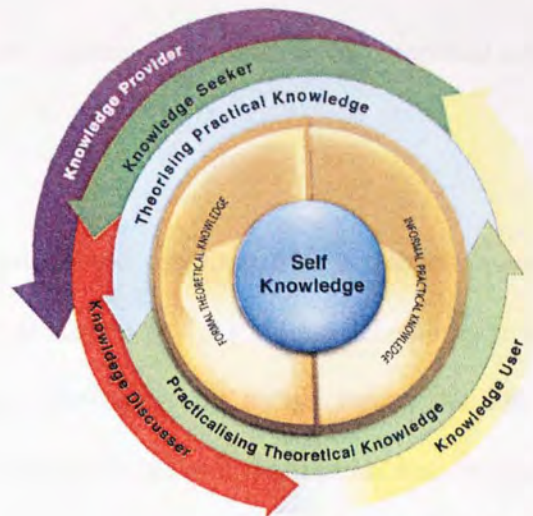 Knowledge Provider
Knowledge Seeker
Theorising Practical Knowledge
FORMAL THEORETICAL KNOWLEDGE
Self
Knowledge
INFORMAL PRACTICAL KNOWLEDGE
Practicalising Theoretical Knowledge
Knowldege Discusser
Knowledge User